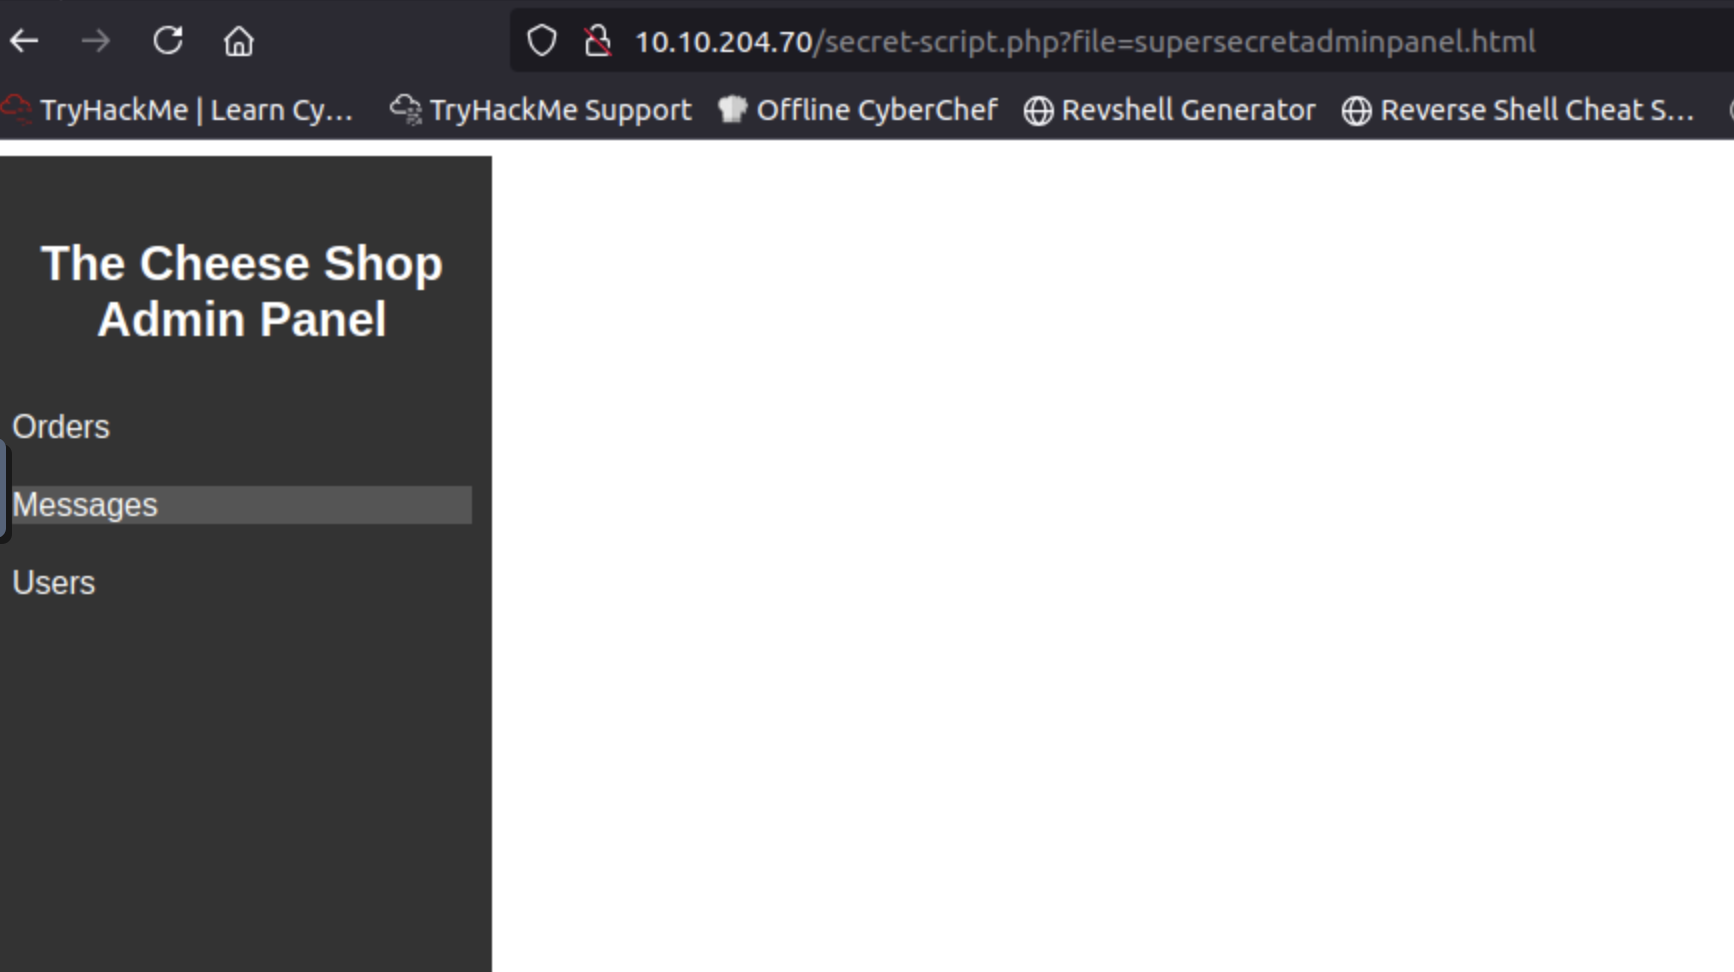 10.10.204.70/secret-script.php?file=supersecretadminpanel.html
TryHackMe | Learn Cy... TryHackMe Support Offline CyberChef Revshell Generator Reverse Shell Cheat S...
The Cheese Shop
Admin Panel
Orders
Messages
Users